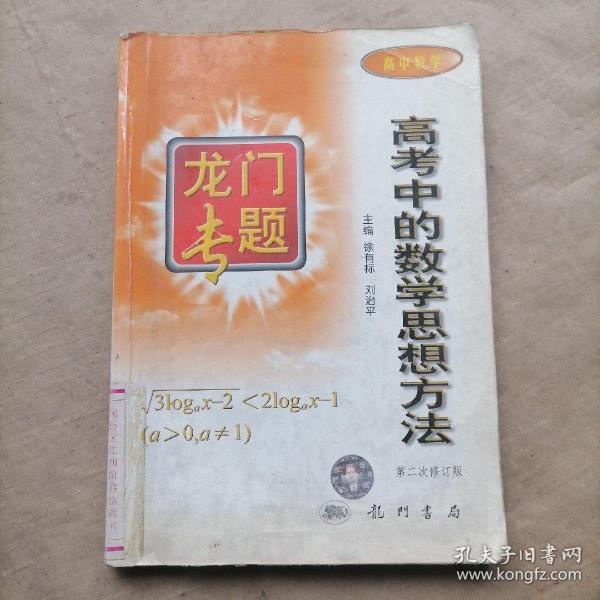 高中数学
高考中的数学思想方法
主编 徐有标 刘治平
龙门
专题
√3logₐx−2 <2logₐx−1
(a>0,a≠1)
第二次修订版
龍門書局
孔夫子旧书网
www.kongfz.com